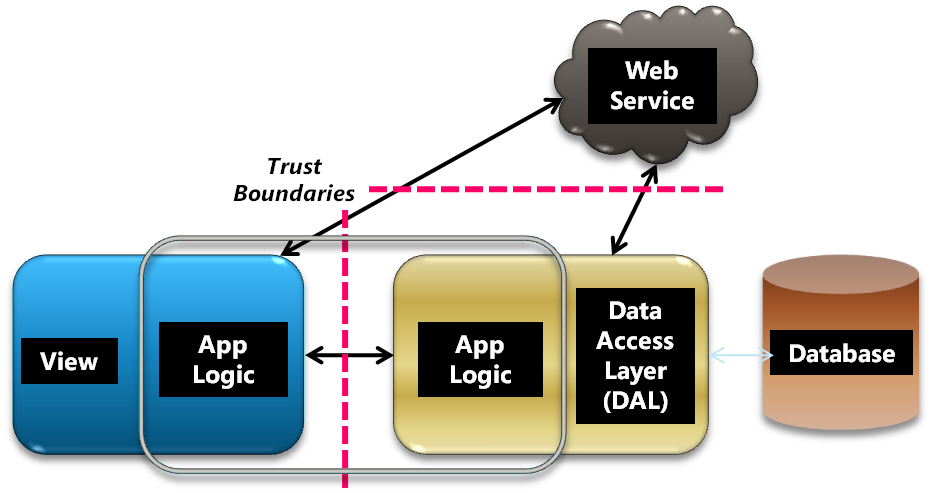 Web
Service
Trust
Boundaries
View
App
Logic
App
Logic
Data
Access
Layer
(DAL)
Database